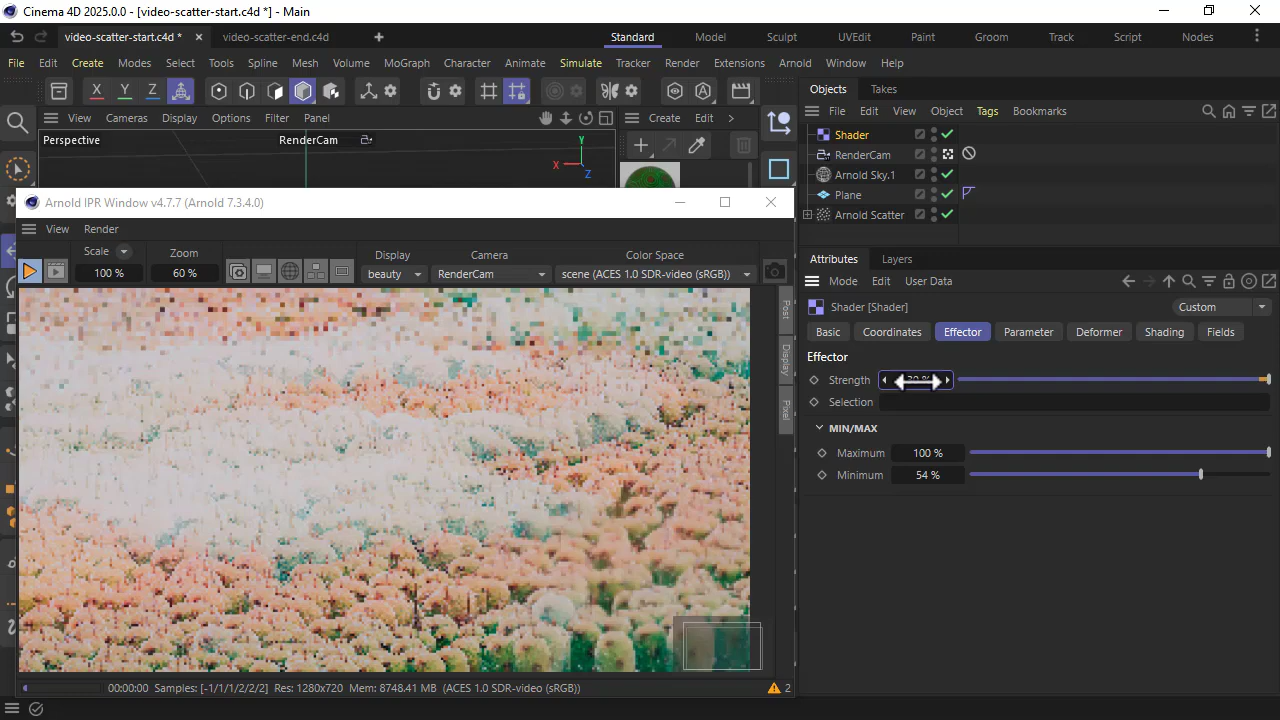 Cinema 4D 2025.0.0 - [video-scatter-start.c4d *] - Main
video-scatter-start.c4d *
video-scatter-end.c4d
Standard
Model
Sculpt
UVEdit
Paint
Groom
Track
Script
Nodes
File Edit Create Modes Select Tools Spline Mesh Volume MoGraph Character Animate Simulate Tracker Render Extensions Arnold Window Help
X Y Z
Objects Takes
View Cameras Display Options Filter Panel
Create Edit
File Edit View Object Tags Bookmarks
Perspective
RenderCam
Y
X
Z
Shader
RenderCam
Arnold Sky.1
Plane
Arnold Scatter
Arnold IPR Window v4.7.7 (Arnold 7.3.4.0)
View Render
Scale Zoom Display Camera Color Space
100 % 60 % beauty RenderCam scene (ACES 1.0 SDR-video (sRGB))
Post
Display
Pixel
Attributes Layers
Mode Edit User Data
Shader [Shader]
Custom
Basic Coordinates Effector Parameter Deformer Shading Fields
Effector
Strength
Selection
MIN/MAX
Maximum 100 %
Minimum 54 %
00:00:00 Samples: [-1/1/1/2/2/2] Res: 1280x720 Mem: 8748.41 MB (ACES 1.0 SDR-video (sRGB))
2